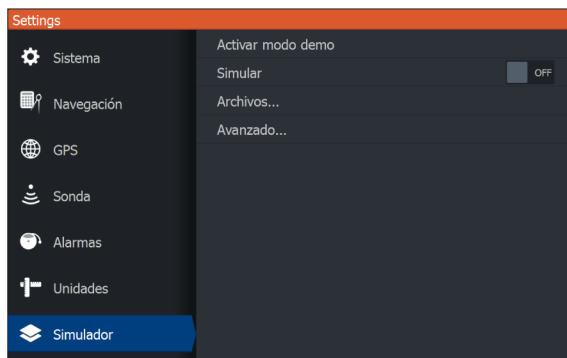 Settings
Sistema
Navegación
GPS
Sonda
Alarmas
Unidades
Simulador
Activar modo demo
Simular OFF
Archivos...
Avanzado...